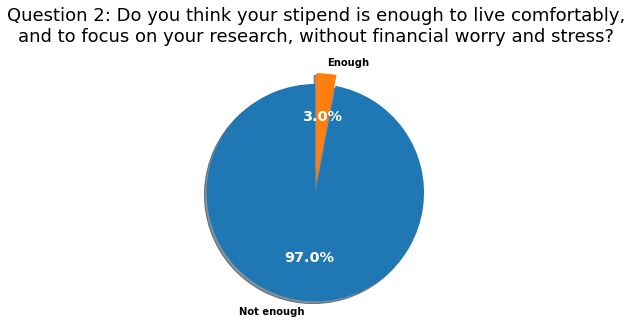 Question 2: Do you think your stipend is enough to live comfortably,
and to focus on your research, without financial worry and stress?
Enough
3.0%
97.0%
Not enough